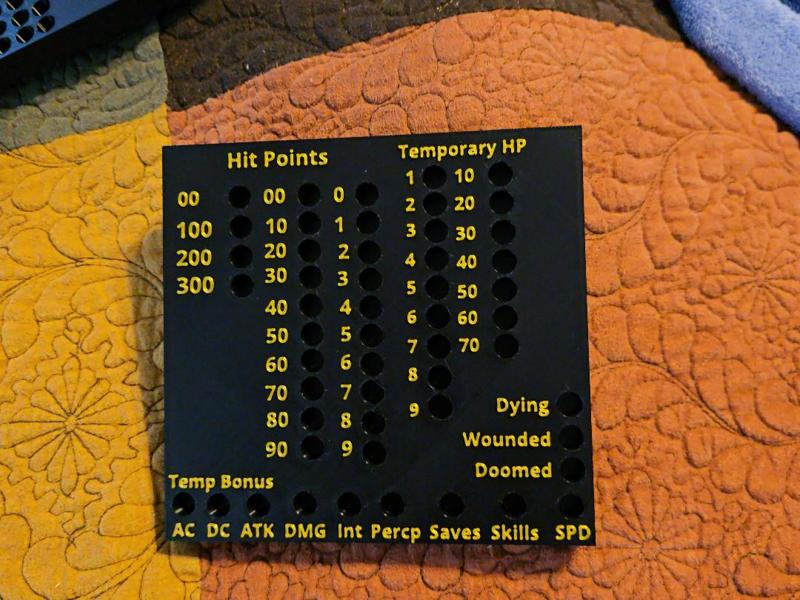 Hit Points
00 00 0
100 10 1
200 20 2
300 30 3
40 4
50 5
60 6
70 7
80 8
90 9
Temporary HP
1 10
2 20
3 30
4 40
5 50
6 60
7 70
8
9
Dying
Wounded
Doomed
Temp Bonus
AC DC ATK DMG Int Percp Saves Skills SPD